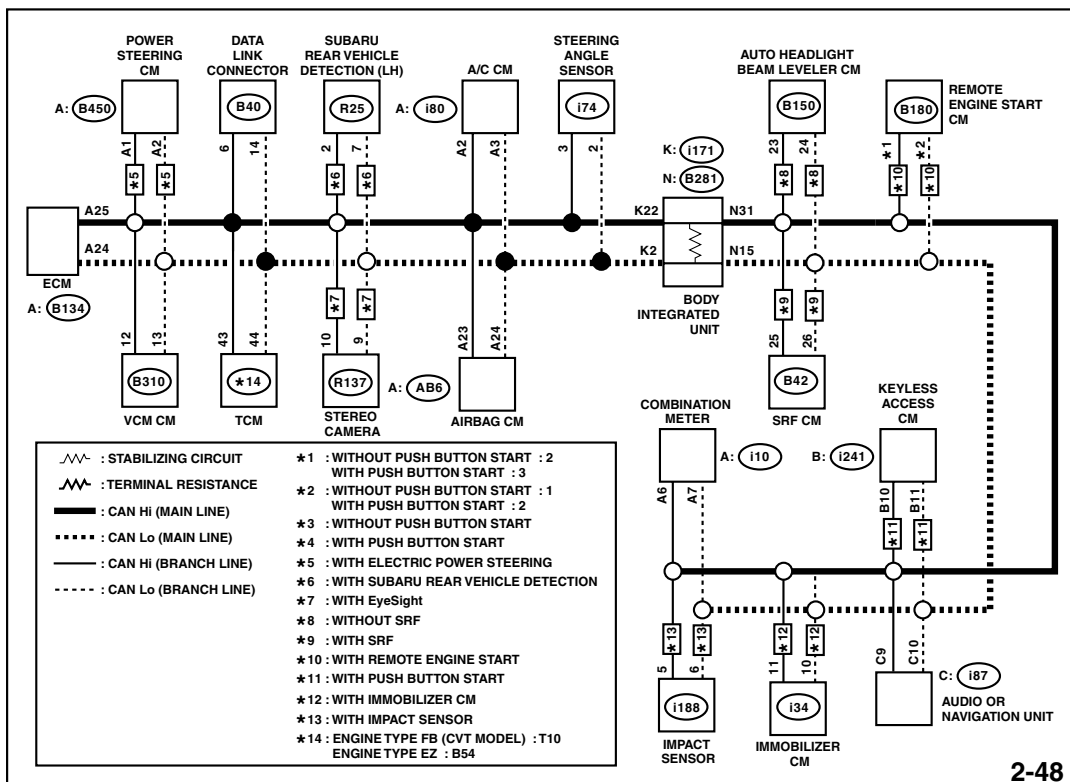 POWER
STEERING
CM
DATA
LINK
CONNECTOR
SUBARU
REAR VEHICLE
DETECTION (LH)
A/C CM
STEERING
ANGLE
SENSOR
AUTO HEADLIGHT
BEAM LEVELER CM
REMOTE
ENGINE START
CM
A: B450
B40
R25
A: i80
i74
B150
B180
A1
A2
6
14
2
7
A2
A3
3
2
23
24
*1
*2
K: i171
N: B281
*5
*5
*6
*6
*8
*8
*10
*10
A25
K22
N31
A24
K2
N15
ECM
A: B134
BODY
INTEGRATED
UNIT
*7
*7
*9
*9
12
13
43
44
10
9
A23
A24
25
26
B310
*14
R137
A: AB6
B42
VCM CM
TCM
STEREO
CAMERA
AIRBAG CM
SRF CM
COMBINATION
METER
KEYLESS
ACCESS
CM
A: i10
B: i241
A6
A7
B10
B11
*11
*11
*13
*13
*12
*12
5
6
11
10
C9
C10
i188
i34
C: i87
IMPACT
SENSOR
IMMOBILIZER
CM
AUDIO OR
NAVIGATION UNIT
: STABILIZING CIRCUIT
: TERMINAL RESISTANCE
: CAN Hi (MAIN LINE)
: CAN Lo (MAIN LINE)
: CAN Hi (BRANCH LINE)
: CAN Lo (BRANCH LINE)
*1 : WITHOUT PUSH BUTTON START : 2
WITH PUSH BUTTON START : 3
*2 : WITHOUT PUSH BUTTON START : 1
WITH PUSH BUTTON START : 2
*3 : WITHOUT PUSH BUTTON START
*4 : WITH PUSH BUTTON START
*5 : WITH ELECTRIC POWER STEERING
*6 : WITH SUBARU REAR VEHICLE DETECTION
*7 : WITH EyeSight
*8 : WITHOUT SRF
*9 : WITH SRF
*10 : WITH REMOTE ENGINE START
*11 : WITH PUSH BUTTON START
*12 : WITH IMMOBILIZER CM
*13 : WITH IMPACT SENSOR
*14 : ENGINE TYPE FB (CVT MODEL) : T10
ENGINE TYPE EZ : B54
2-48